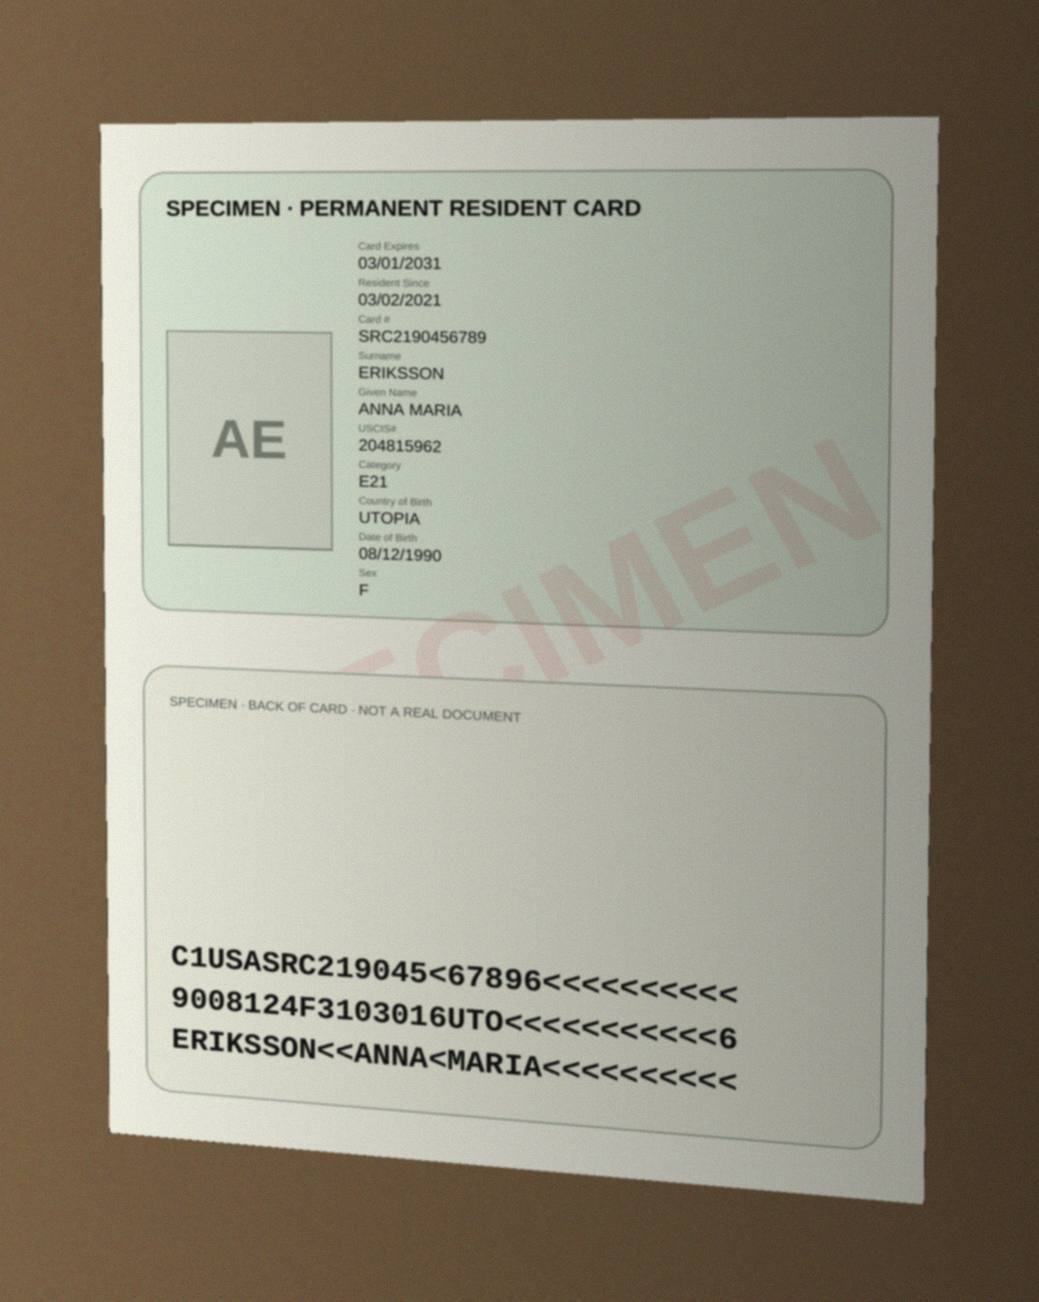 SPECIMEN · PERMANENT RESIDENT CARD
Card Expires
03/01/2031
Resident Since
03/02/2021
Card #
SRC2190456789
Surname
ERIKSSON
Given Name
ANNA MARIA
USCIS#
204815962
Category
E21
Country of Birth
UTOPIA
Date of Birth
08/12/1990
Sex
F
AE
ECIMEN
SPECIMEN · BACK OF CARD · NOT A REAL DOCUMENT
C1USASRC219045<67896<<<<<<<<<<
9008124F3103016UTO<<<<<<<<<<<6
ERIKSSON<<ANNA<MARIA<<<<<<<<<<